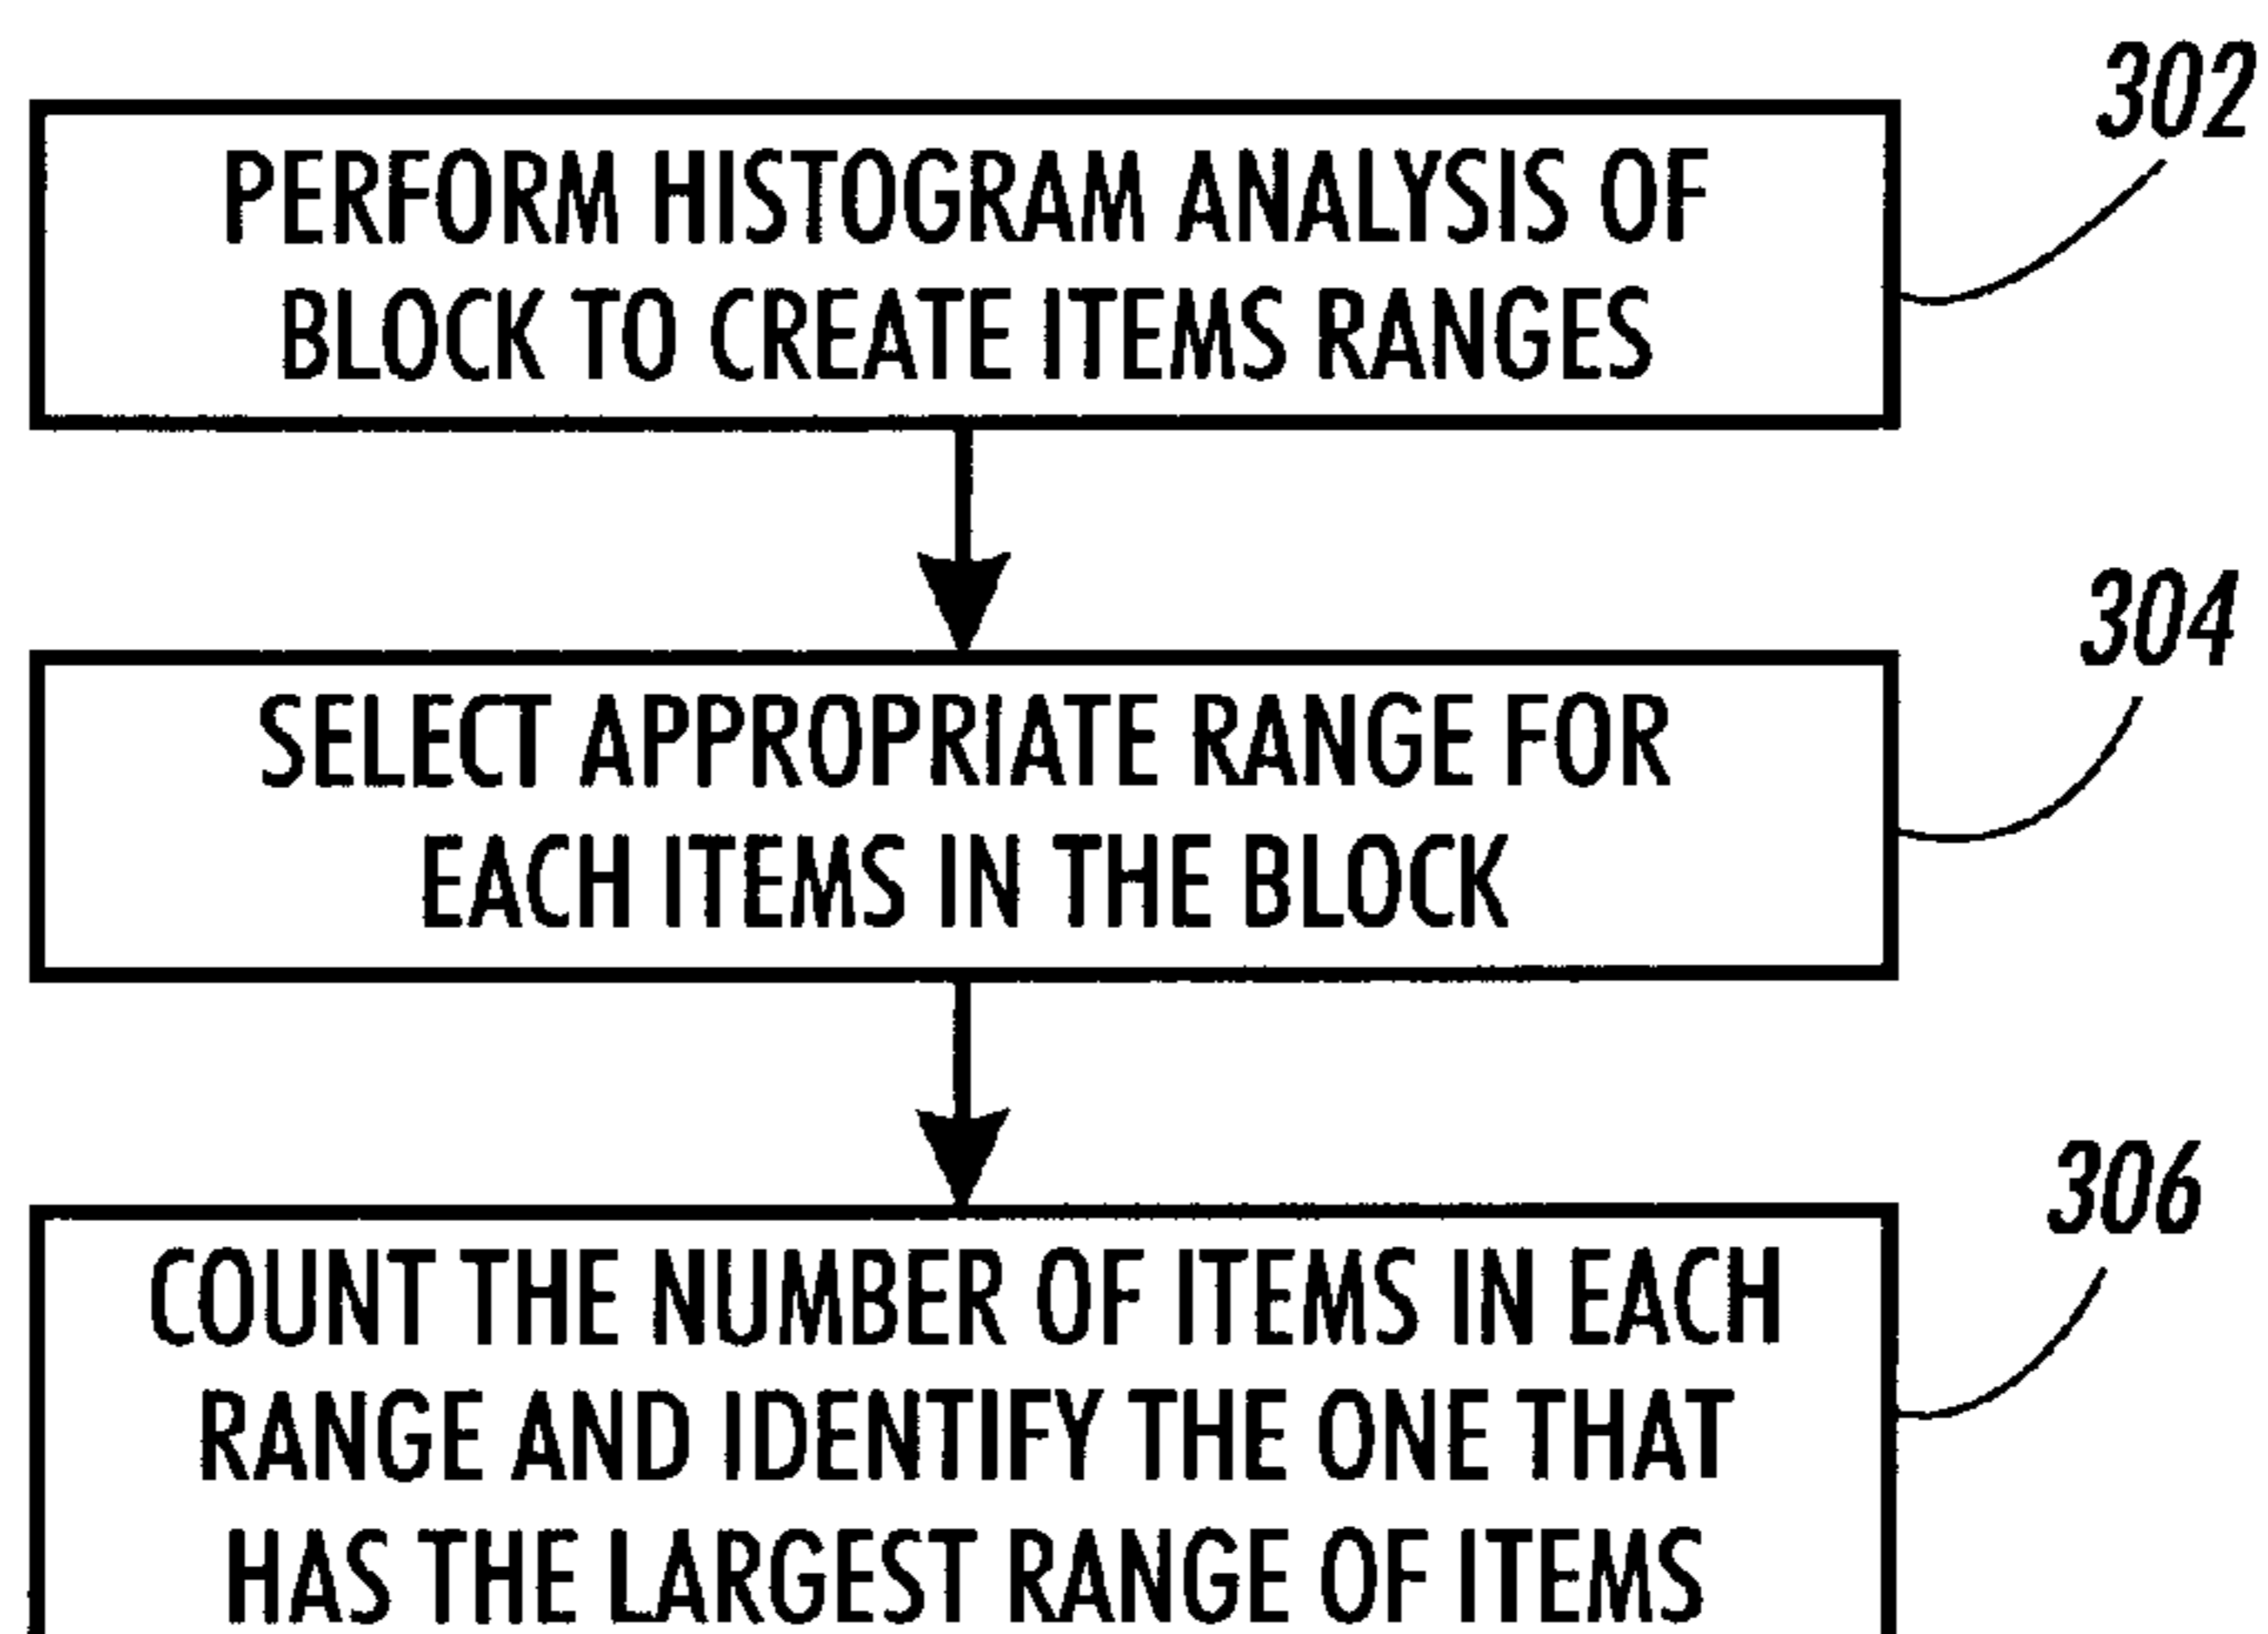 302
PERFORM HISTOGRAM ANALYSIS OF
BLOCK TO CREATE ITEMS RANGES
304
SELECT APPROPRIATE RANGE FOR
EACH ITEMS IN THE BLOCK
306
COUNT THE NUMBER OF ITEMS IN EACH
RANGE AND IDENTIFY THE ONE THAT
HAS THE LARGEST RANGE OF ITEMS